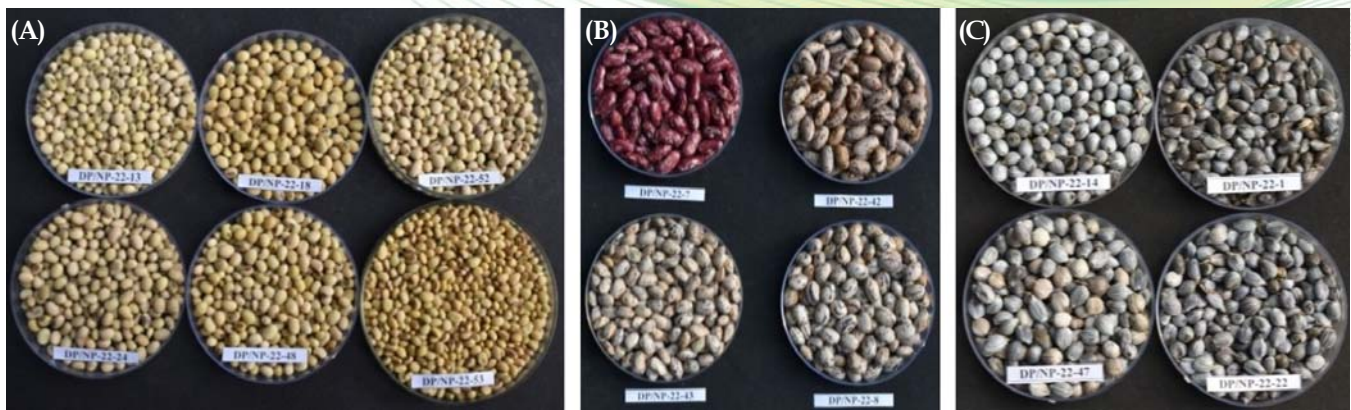 (A)
DP/NP-22-13
DP/NP-22-18
DP/NP-22-52
DP/NP-22-24
DP/NP-22-48
DP/NP-22-53
(B)
DP/NP-22-7
DP/NP-22-42
DP/NP-22-43
DP/NP-22-8
(C)
DP/NP-22-14
DP/NP-22-1
DP/NP-22-47
DP/NP-22-22